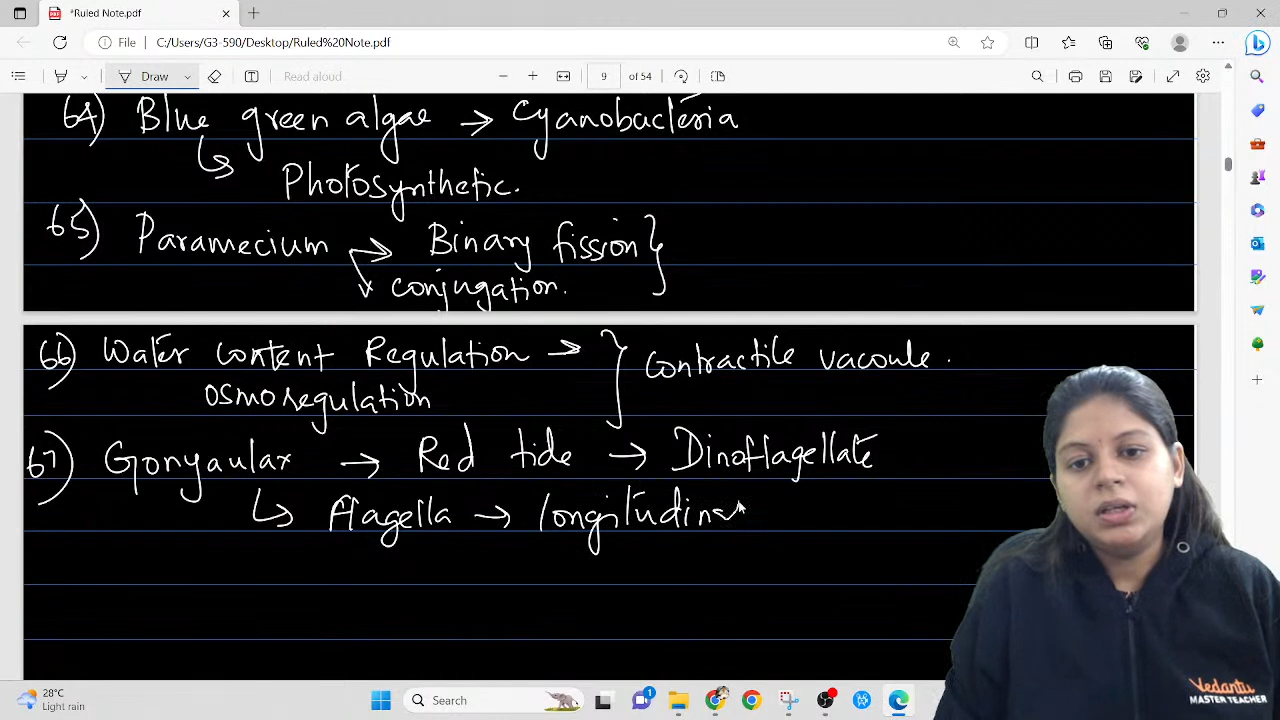 *Ruled Note.pdf
File C:/Users/G3-590/Desktop/Ruled%20Note.pdf
Draw Read aloud 9 of 54
64) Blue green algae → Cyanobacteria
Photosynthetic.
65) Paramecium → Binary fission
conjugation.
66) Water content Regulation → contractile vacoule.
osmoregulation
67) Gonyaulax → Red tide → Dinoflagellate
↳ Flagella → longitudina
Vedantu
MASTER TEACHER
28°C
Light rain
Search
1